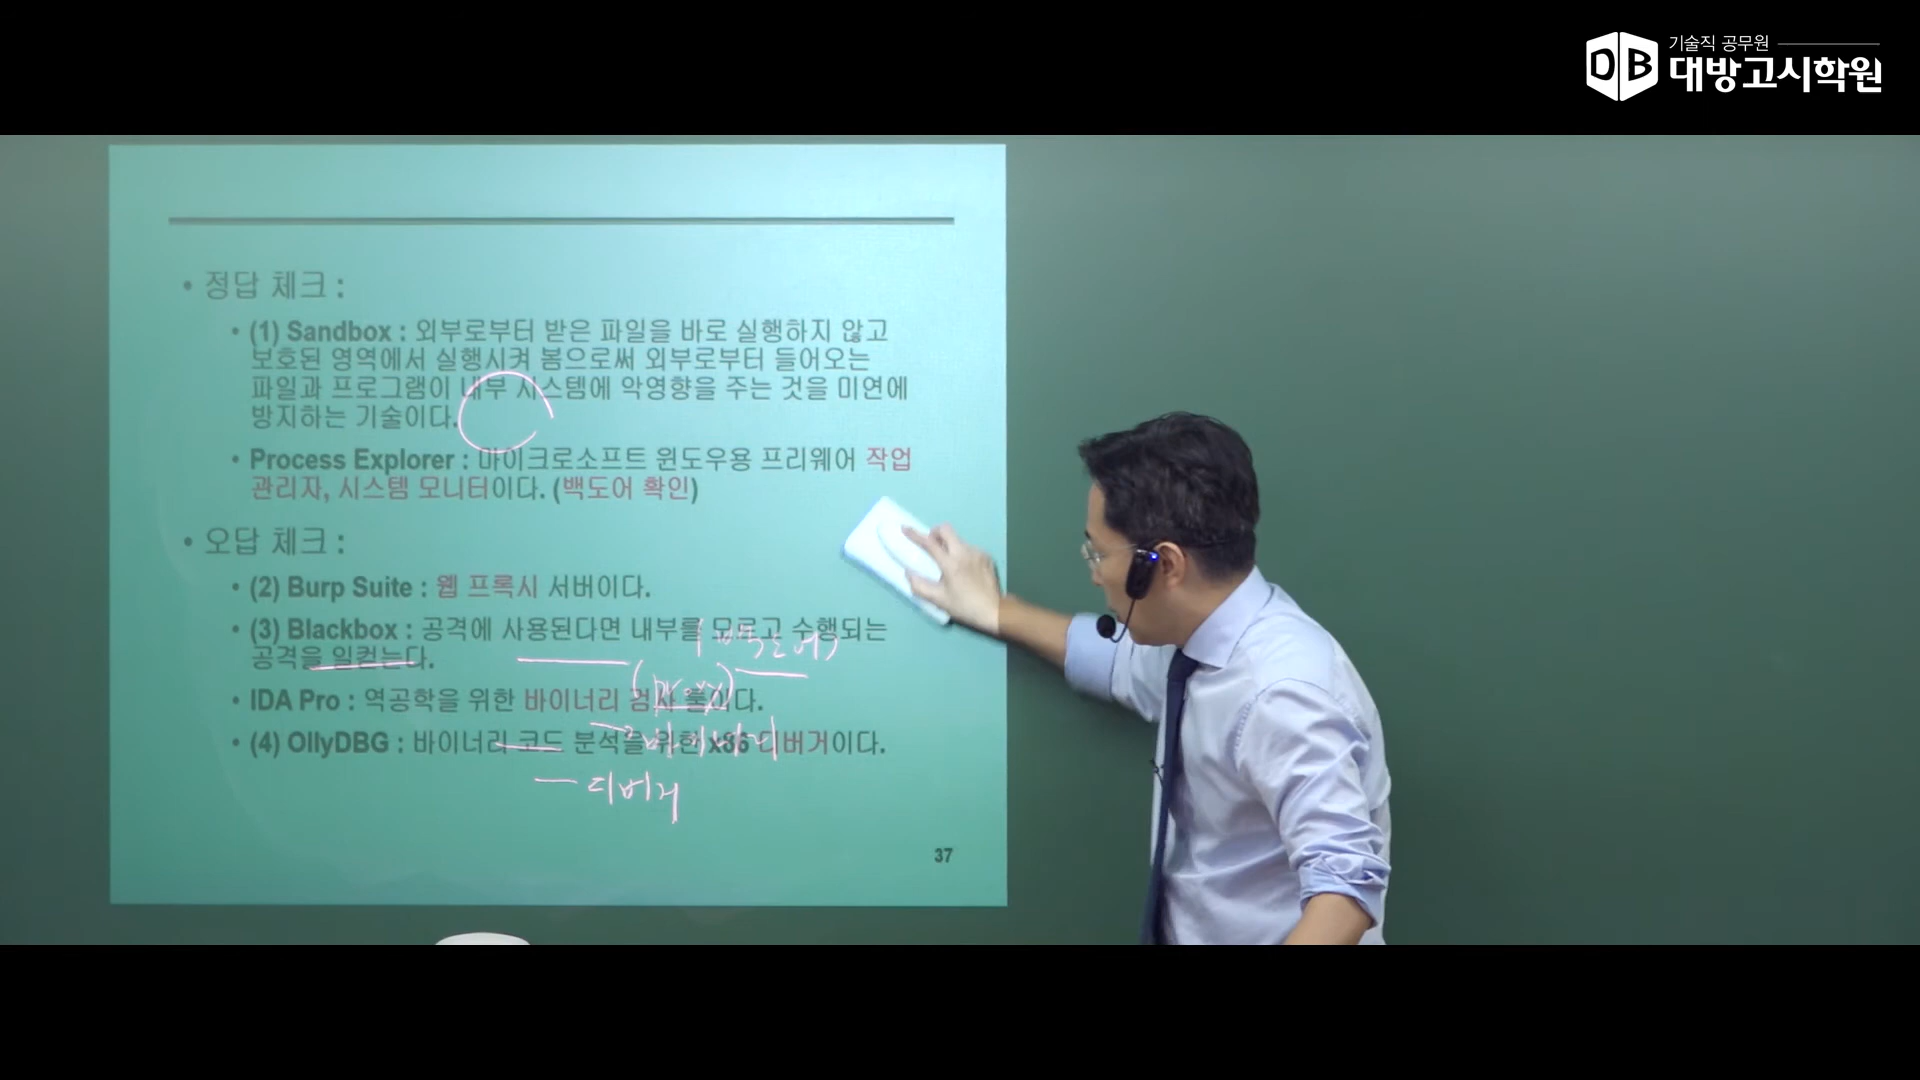 기술직 공무원
DB 대방고시학원
• 정답 체크 :
• (1) Sandbox : 외부로부터 받은 파일을 바로 실행하지 않고
보호된 영역에서 실행시켜 봄으로써 외부로부터 들어오는
파일과 프로그램이 내부 시스템에 악영향을 주는 것을 미연에
방지하는 기술이다.
• Process Explorer : 마이크로소프트 윈도우용 프리웨어 작업
관리자, 시스템 모니터이다. (백도어 확인)
• 오답 체크 :
• (2) Burp Suite : 웹 프록시 서버이다.
• (3) Blackbox : 공격에 사용된다면 내부를 모르고 수행되는
공격을 일컫는다.
• IDA Pro : 역공학을 위한 바이너리 검사 툴이다.
• (4) OllyDBG : 바이너리 코드 분석을 위한 x86 디버거이다.
디버거
37